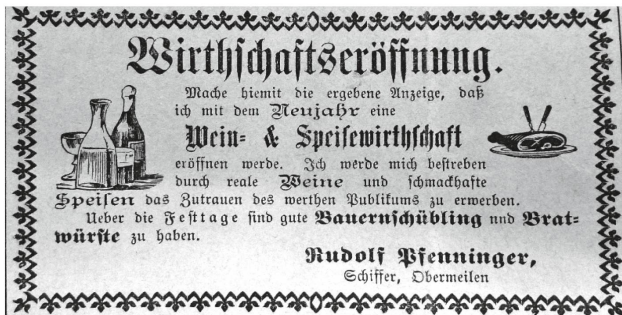 Wirthschaftseröffnung.
Mache hiemit die ergebene Anzeige, daß
ich mit dem Neujahr eine
Wein- & Speisewirthschaft
eröffnen werde. Ich werde mich bestreben
durch reale Weine und schmackhafte
Speisen das Zutrauen des werthen Publikums zu erwerben.
Ueber die Festtage sind gute Bauernschübling nnd Brat-
würste zu haben.
Rudolf Pfenninger,
Schiffer, Obermeilen